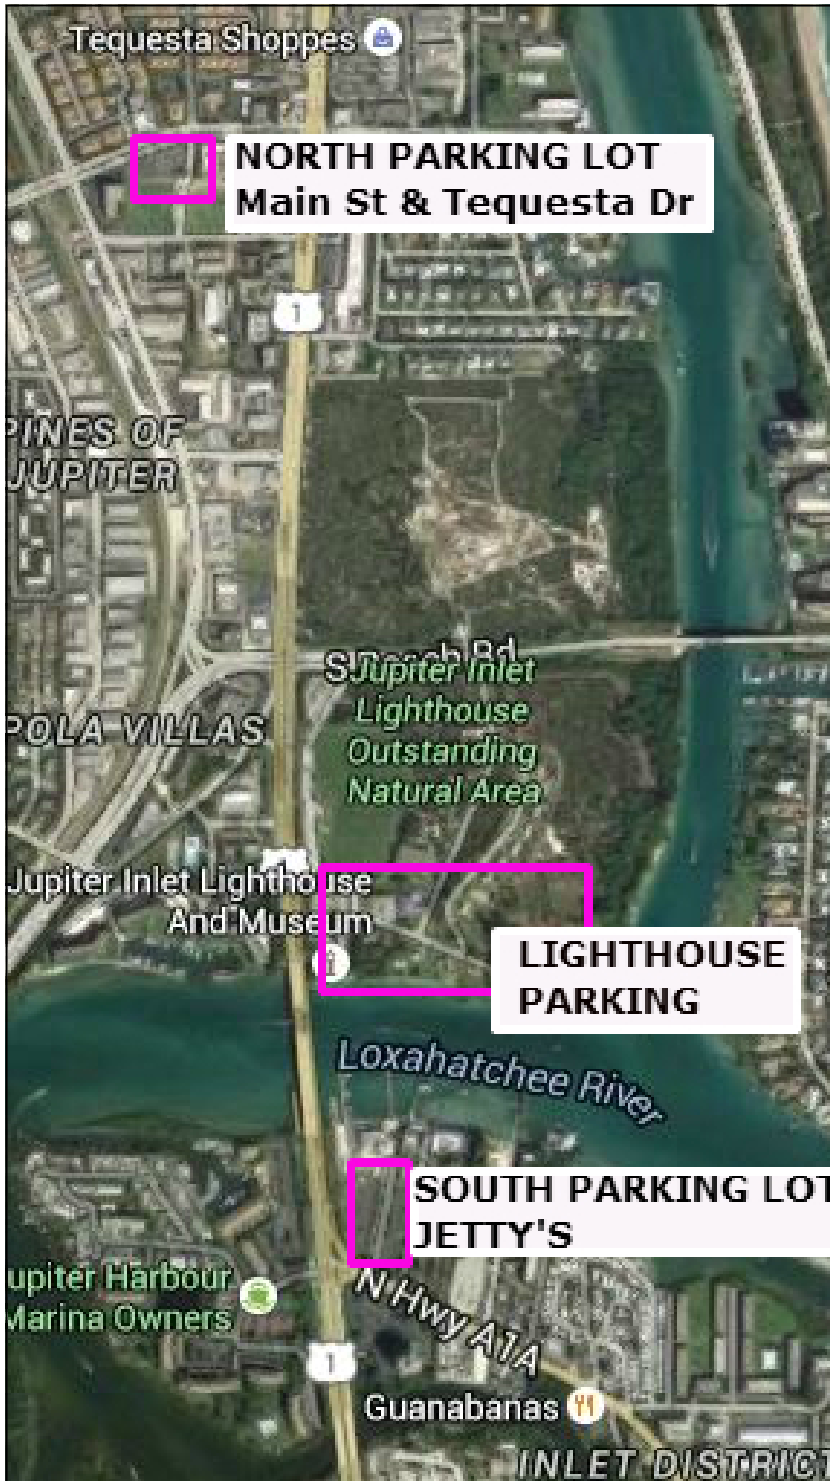 Tequesta Shoppes
NORTH PARKING LOT
Main St & Tequesta Dr
1
PINES OF
JUPITER
S Beach Rd
Jupiter Inlet
Lighthouse
Outstanding
Natural Area
POLA VILLAS
Jupiter Inlet Lighthouse
And Museum
LIGHTHOUSE
PARKING
Loxahatchee River
SOUTH PARKING LOT
JETTY'S
upiter Harbour
Marina Owners
N Hwy A1A
1
Guanabanas
INLET DISTRICT